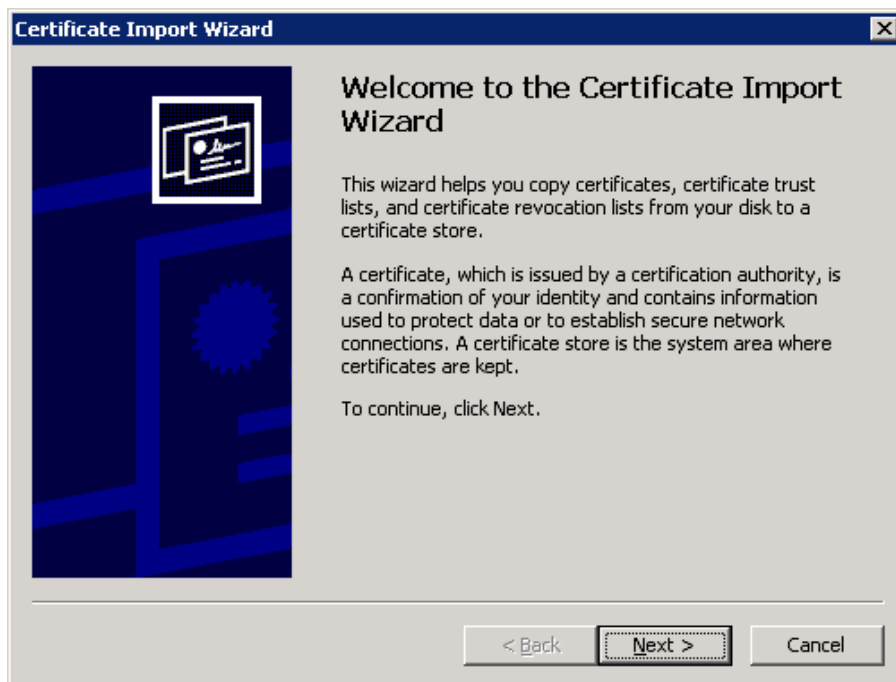 Certificate Import Wizard
Welcome to the Certificate Import
Wizard
This wizard helps you copy certificates, certificate trust
lists, and certificate revocation lists from your disk to a
certificate store.
A certificate, which is issued by a certification authority, is
a confirmation of your identity and contains information
used to protect data or to establish secure network
connections. A certificate store is the system area where
certificates are kept.
To continue, click Next.
< Back Next > Cancel